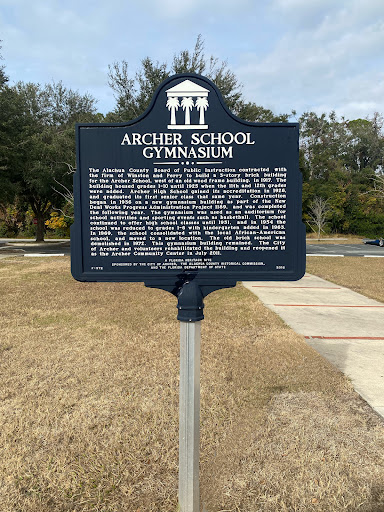 ARCHER SCHOOL
GYMNASIUM
The Alachua County Board of Public Instruction contracted with
the firm of Winston and Perry to build a 3-story brick building
for the Archer School, west of an old wood frame building, in 1917. The
building housed grades 1-10 until 1925 when the 11th and 12th grades
were added. Archer High School gained its accreditation in 1928,
and graduated its first senior class that same year. Construction
began in 1936 on a new gymnasium building as part of the New
Deal Works Progress Administration Project 1289, and was completed
the following year. The gymnasium was used as an auditorium for
school activities and sporting events such as basketball. The school
continued to offer high school classes until 1951, and in 1954 the
school was reduced to grades 1-6 with kindergarten added in 1963.
In 1969, the school consolidated with the local African-American
school, and moved to a new location. The old brick school was
demolished in 1972. This gymnasium building remained. The City
of Archer and volunteers rehabilitated the building and reopened it
as the Archer Community Center in July 2011.
A FLORIDA HERITAGE SITE
SPONSORED BY THE CITY OF ARCHER, THE ALACHUA COUNTY HISTORICAL COMMISSION,
AND THE FLORIDA DEPARTMENT OF STATE
2016